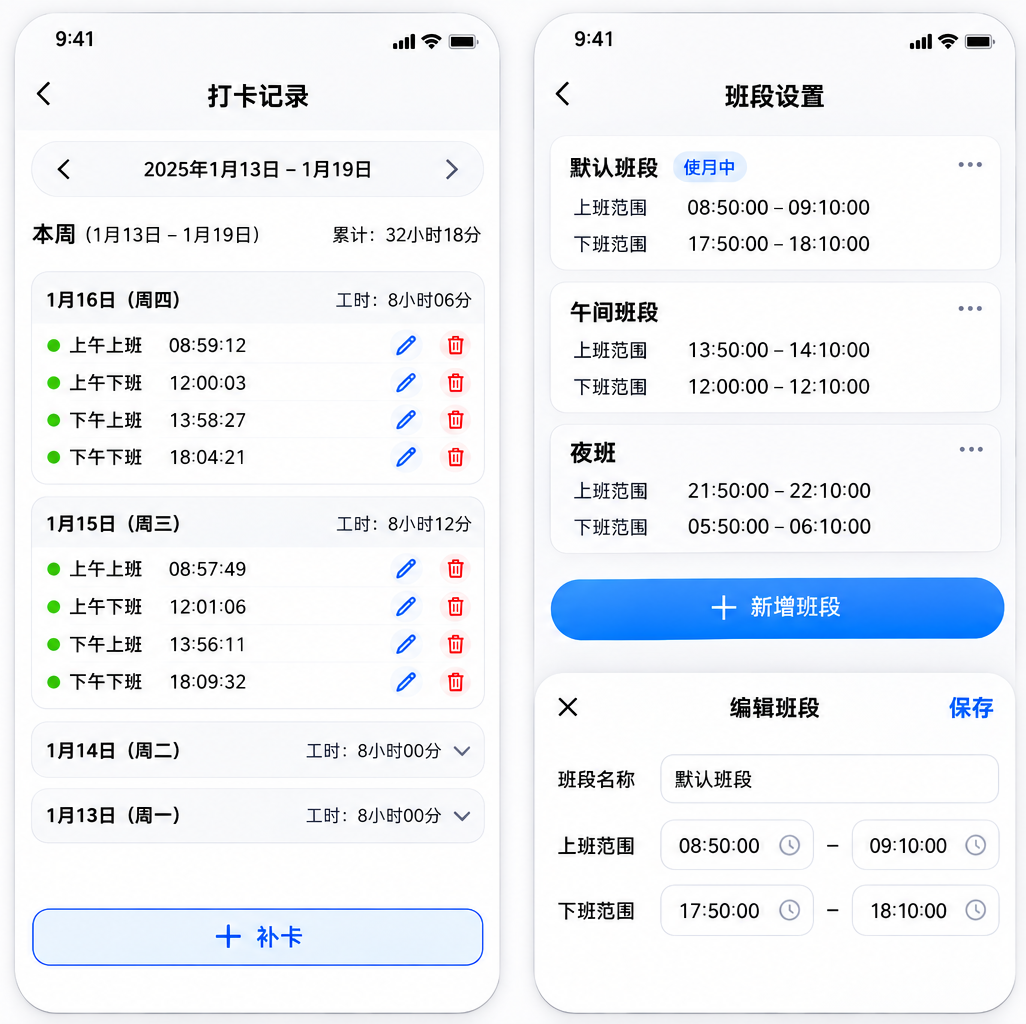 9:41
打卡记录
2025年1月13日 – 1月19日
本周 (1月13日 – 1月19日) 累计：32小时18分
1月16日（周四） 工时：8小时06分
上午上班 08:59:12
上午下班 12:00:03
下午上班 13:58:27
下午下班 18:04:21
1月15日（周三） 工时：8小时12分
上午上班 08:57:49
上午下班 12:01:06
下午上班 13:56:11
下午下班 18:09:32
1月14日（周二） 工时：8小时00分
1月13日（周一） 工时：8小时00分
补卡
9:41
班段设置
默认班段 使月中
上班范围 08:50:00 – 09:10:00
下班范围 17:50:00 – 18:10:00
午间班段
上班范围 13:50:00 – 14:10:00
下班范围 12:00:00 – 12:10:00
夜班
上班范围 21:50:00 – 22:10:00
下班范围 05:50:00 – 06:10:00
新增班段
编辑班段 保存
班段名称 默认班段
上班范围 08:50:00 – 09:10:00
下班范围 17:50:00 – 18:10:00